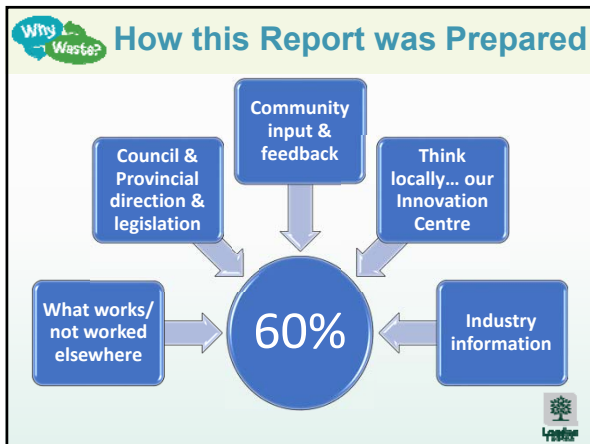 Why
Waste?
How this Report was Prepared
Community
input &
feedback
Council &
Provincial
direction &
legislation
Think
locally... our
Innovation
Centre
What works/
not worked
elsewhere
60%
Industry
information
London